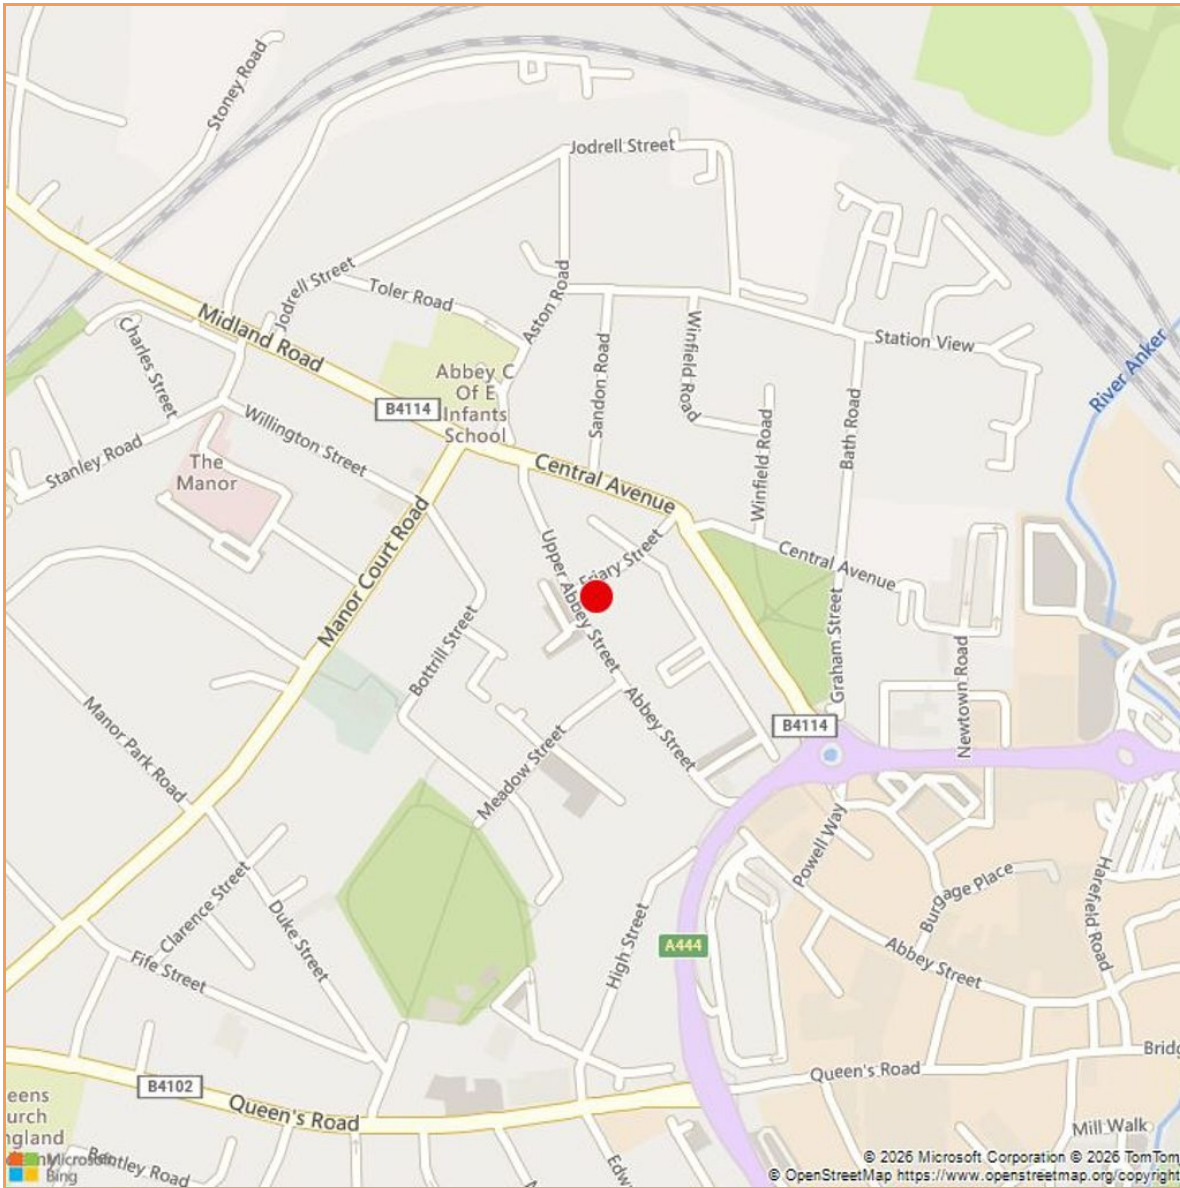 Stoney Road
Jodrell Street
Jodrell Street
Toler Road
Aston Road
Midland Road
Charles Street
Winfield Road
Sandon Road
Station View
River Anker
Abbey C
Of E
Infants
School
B4114
Willington Street
Bath Road
Stanley Road
The
Manor
Central Avenue
Winfield Road
Manor Court Road
Upper Abbey Street
Friary Street
Central Avenue
Graham Street
Bottrill Street
Newtown Road
Abbey Street
B4114
Manor Park Road
Meadow Street
Powell Way
Burgage Place
Harefield Road
Clarence Street
Duke Street
High Street
A444
Abbey Street
Fife Street
Bridg
Queen's Road
B4102
Queen's Road
eens
urch
ngland
Mill Walk
Bentley Road
Edw
Microsoft
Bing
© 2026 Microsoft Corporation © 2026 TomTom
© OpenStreetMap https://www.openstreetmap.org/copyright